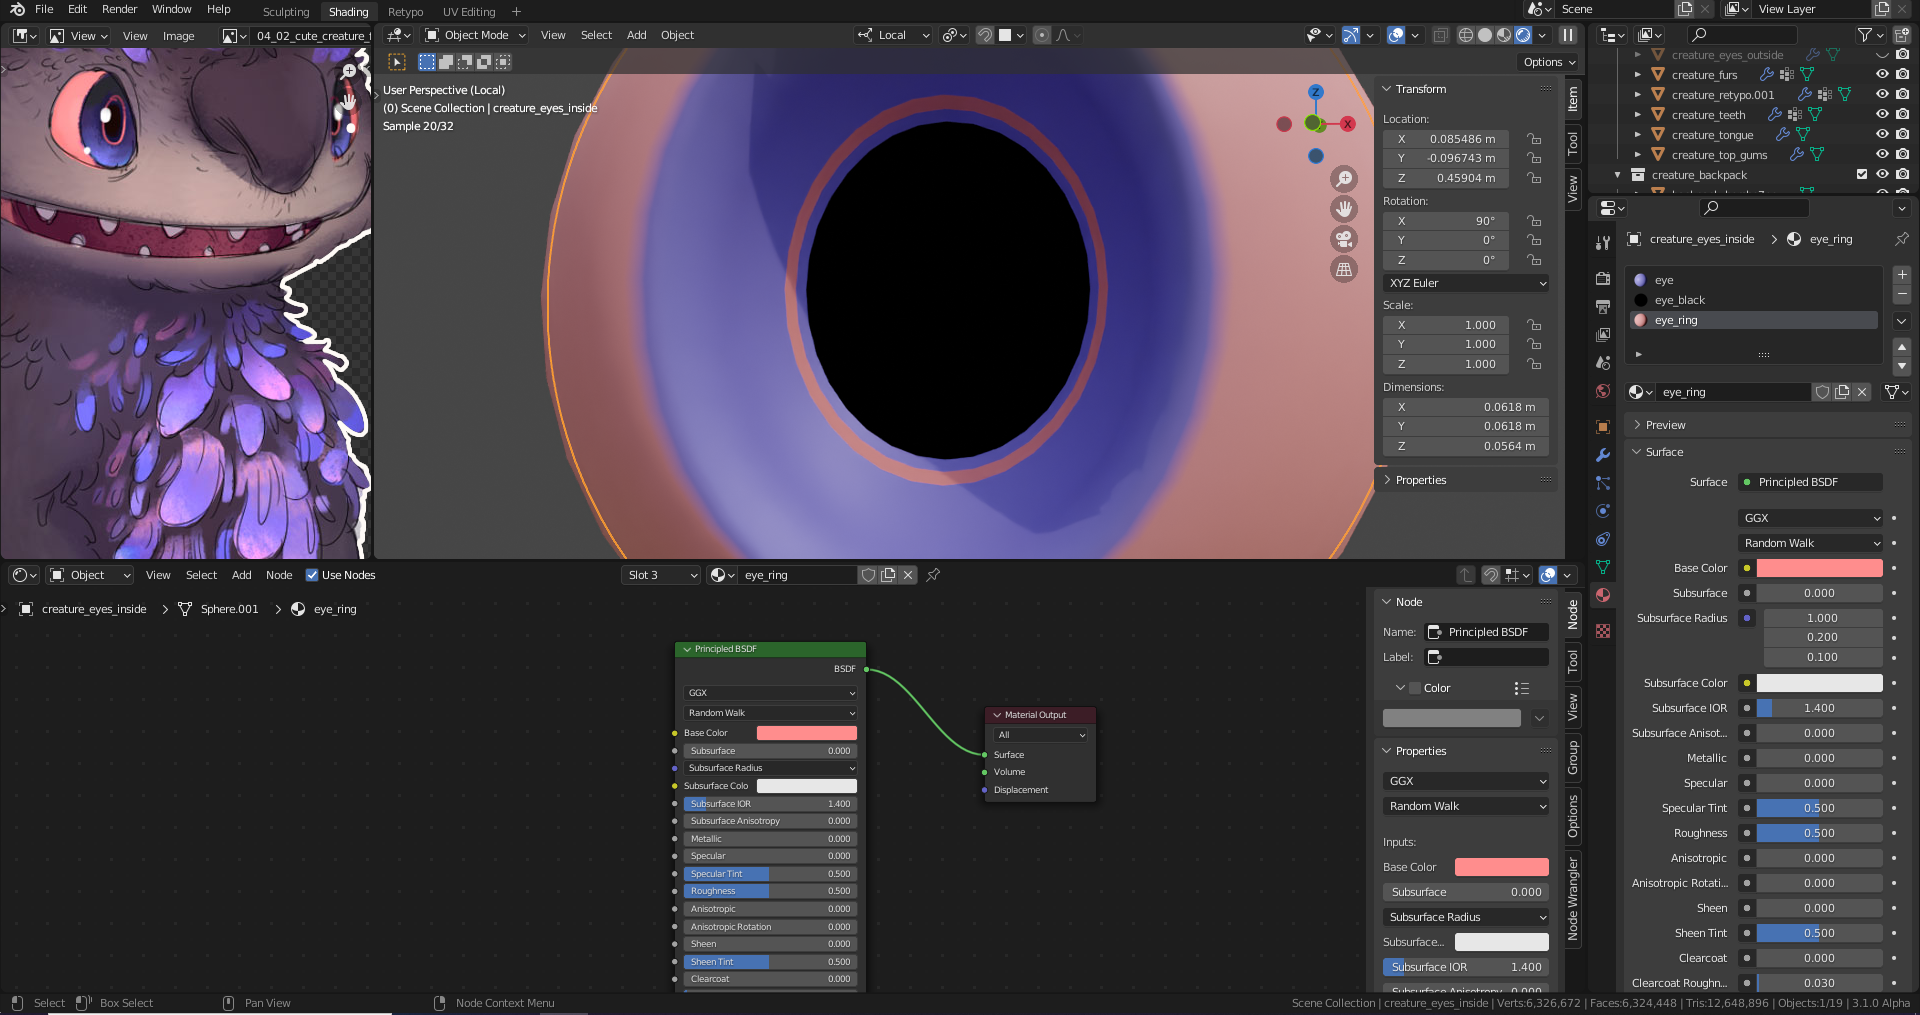 File Edit Render Window Help Sculpting Shading Retypo UV Editing + Scene View Layer
View View Image 04_02_cute_creature_
Object Mode View Select Add Object Local
Options
User Perspective (Local)
(0) Scene Collection | creature_eyes_inside
Sample 20/32
Z
X
Transform
Location:
X 0.085486 m
Y -0.096743 m
Z 0.45904 m
Rotation:
X 90°
Y 0°
Z 0°
XYZ Euler
Scale:
X 1.000
Y 1.000
Z 1.000
Dimensions:
X 0.0618 m
Y 0.0618 m
Z 0.0564 m
Properties
Item
Tool
View
creature_eyes_outside
creature_furs
creature_retypo.001
creature_teeth
creature_tongue
creature_top_gums
creature_backpack
creature_eyes_inside > eye_ring
eye
eye_black
eye_ring
eye_ring
Preview
Surface
Surface Principled BSDF
GGX
Random Walk
Base Color
Subsurface 0.000
Subsurface Radius 1.000
0.200
0.100
Subsurface Color
Subsurface IOR 1.400
Subsurface Anisot... 0.000
Metallic 0.000
Specular 0.000
Specular Tint 0.500
Roughness 0.500
Anisotropic 0.000
Anisotropic Rotati... 0.000
Sheen 0.000
Sheen Tint 0.500
Clearcoat 0.000
Clearcoat Roughn... 0.030
Object View Select Add Node Use Nodes Slot 3 eye_ring
creature_eyes_inside > Sphere.001 > eye_ring
Principled BSDF
BSDF
GGX
Random Walk
Base Color
Subsurface 0.000
Subsurface Radius
Subsurface Colo
Subsurface IOR 1.400
Subsurface Anisotropy 0.000
Metallic 0.000
Specular 0.000
Specular Tint 0.500
Roughness 0.500
Anisotropic 0.000
Anisotropic Rotation 0.000
Sheen 0.000
Sheen Tint 0.500
Clearcoat 0.000
Material Output
All
Surface
Volume
Displacement
Node
Name: Principled BSDF
Label:
Color
Properties
GGX
Random Walk
Inputs:
Base Color
Subsurface 0.000
Subsurface Radius
Subsurface...
Subsurface IOR 1.400
Subsurface Anisotropy 0.000
Node
Tool
View
Group
Options
Node Wrangler
Select Box Select Pan View Node Context Menu Scene Collection | creature_eyes_inside | Verts:6,326,672 | Faces:6,324,448 | Tris:12,648,896 | Objects:1/19 | 3.1.0 Alpha